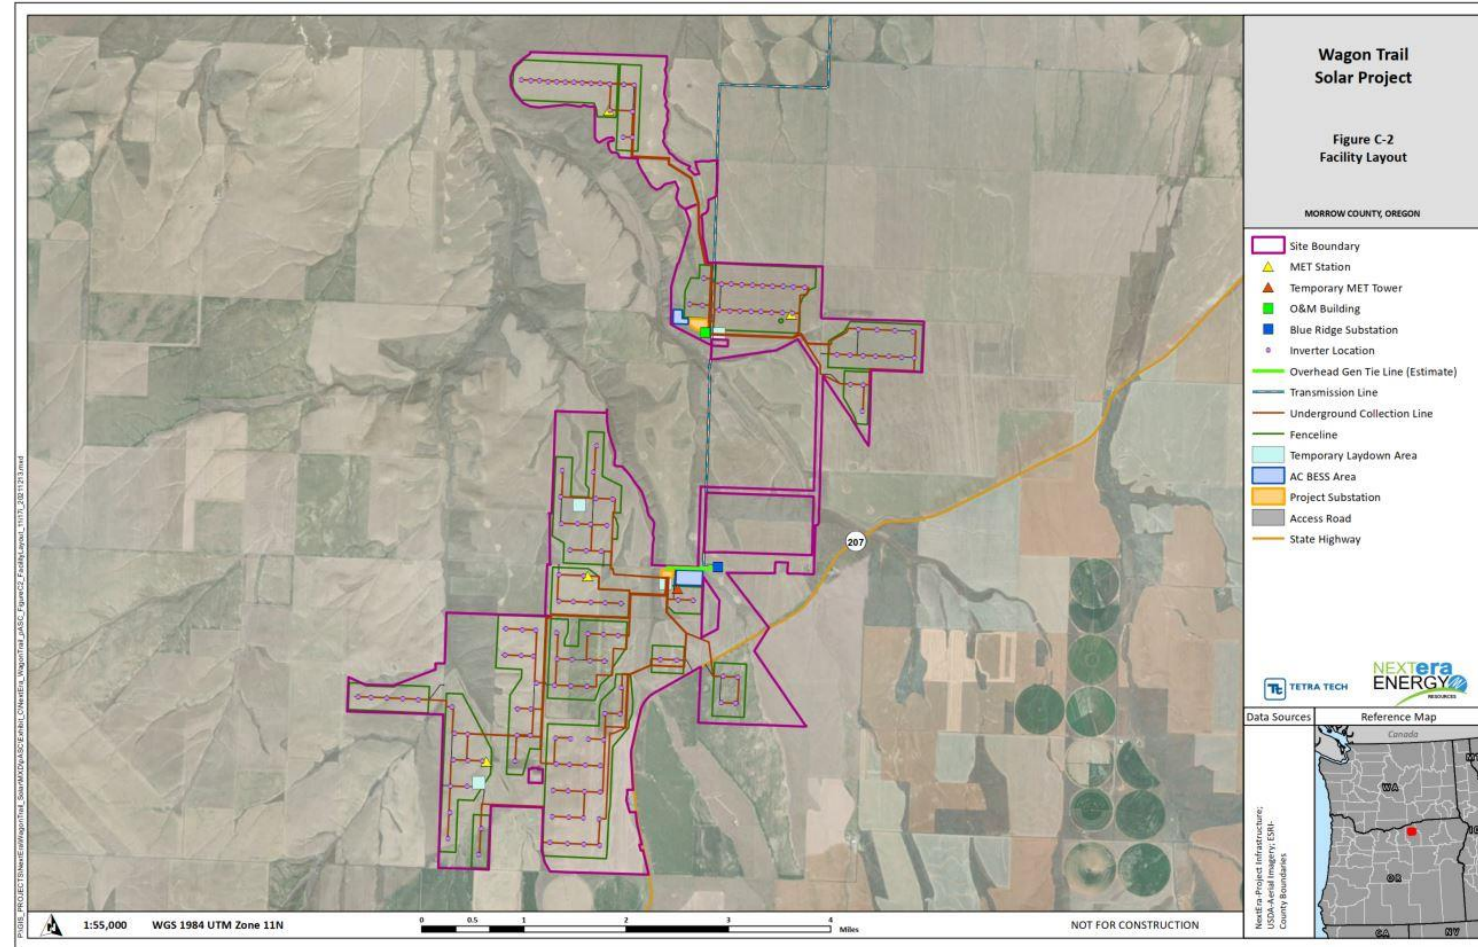 Wagon Trail
Solar Project
Figure C-2
Facility Layout
MORROW COUNTY, OREGON
Site Boundary
MET Station
Temporary MET Tower
O&M Building
Blue Ridge Substation
Inverter Location
Overhead Gen Tie Line (Estimate)
Transmission Line
Underground Collection Line
Fenceline
Temporary Laydown Area
AC BESS Area
Project Substation
Access Road
State Highway
207
TETRA TECH
NEXTera
ENERGY
RESOURCES
Data Sources
Reference Map
NextEra-Project Infrastructure;
USDA-Aerial Imagery; ESRI-
County Boundaries
Canada
WA
OR
CA
NV
1:55,000
WGS 1984 UTM Zone 11N
0 0.5 1 2 3 4
Miles
NOT FOR CONSTRUCTION